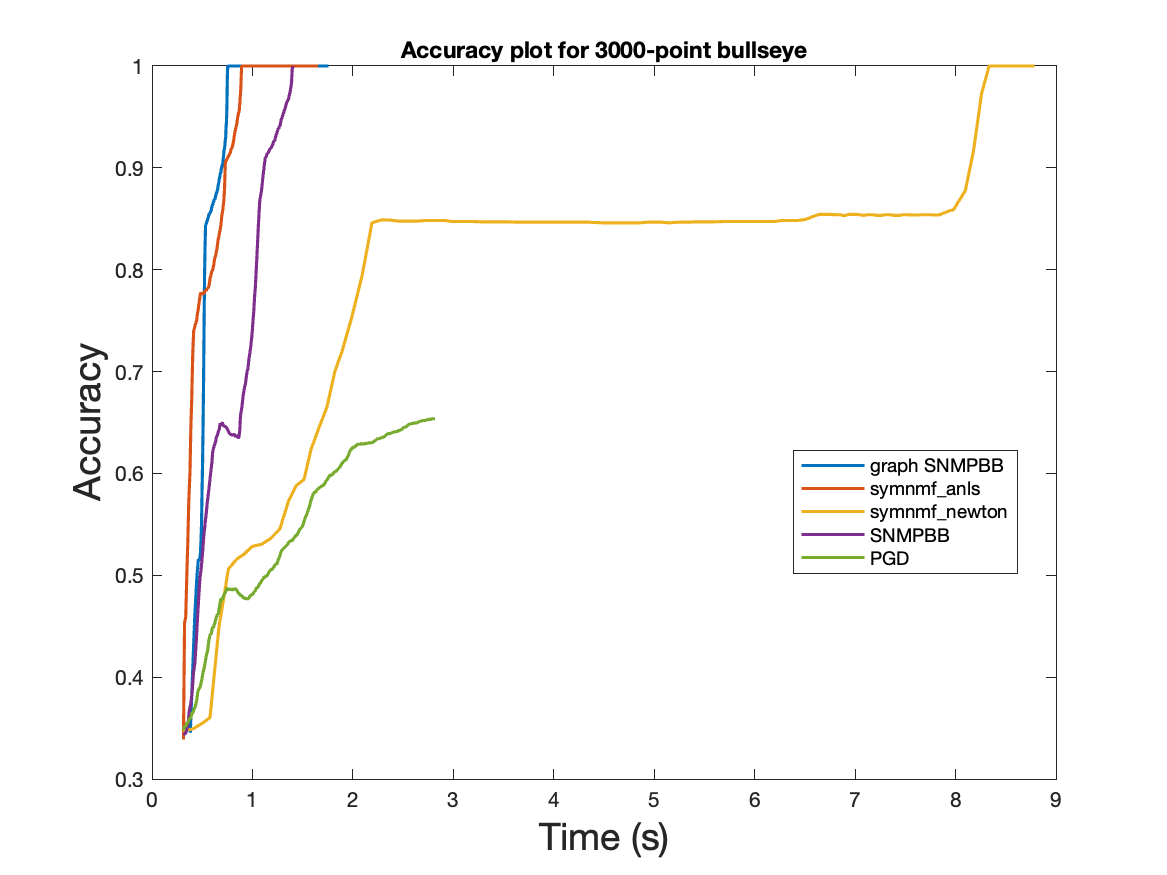 Accuracy plot for 3000-point bullseye
1
0.9
0.8
0.7
0.6
0.5
0.4
0.3
Accuracy
graph SNMPBB
symnmf_anls
symnmf_newton
SNMPBB
PGD
0 1 2 3 4 5 6 7 8 9
Time (s)